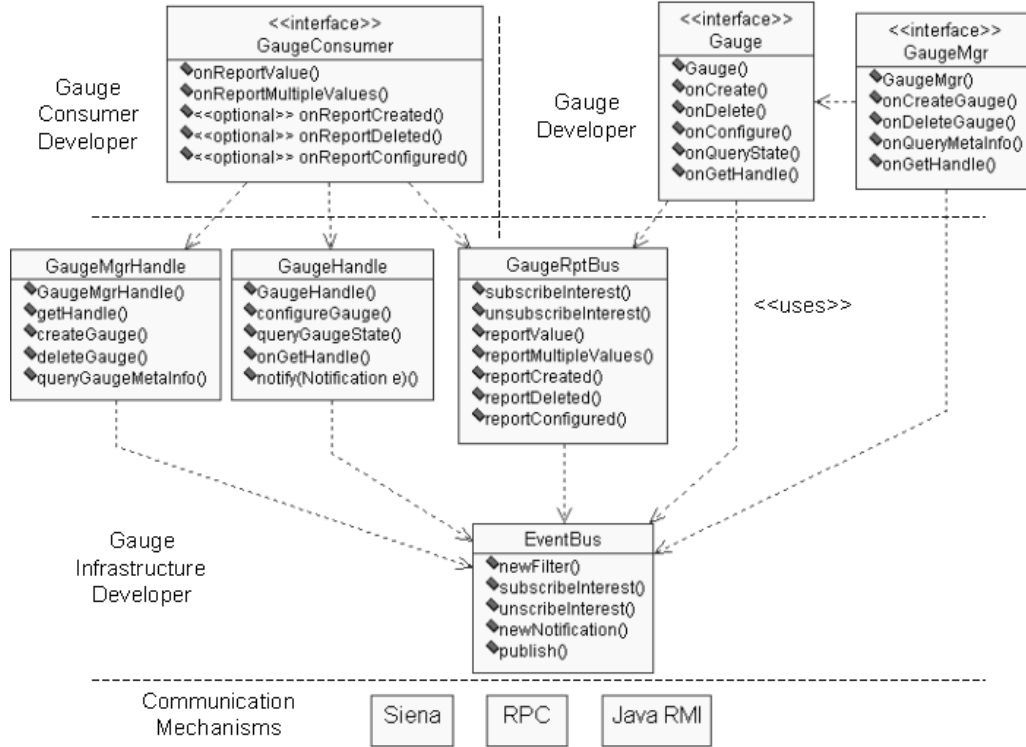 Gauge
Consumer
Developer
<<interface>>
GaugeConsumer
onReportValue()
onReportMultipleValues()
<<optional>> onReportCreated()
<<optional>> onReportDeleted()
<<optional>> onReportConfigured()
Gauge
Developer
<<interface>>
Gauge
Gauge()
onCreate()
onDelete()
onConfigure()
onQueryState()
onGetHandle()
<<interface>>
GaugeMgr
GaugeMgr()
onCreateGauge()
onDeleteGauge()
onQueryMetaInfo()
onGetHandle()
GaugeMgrHandle
GaugeMgrHandle()
getHandle()
createGauge()
deleteGauge()
queryGaugeMetaInfo()
GaugeHandle
GaugeHandle()
configureGauge()
queryGaugeState()
onGetHandle()
notify(Notification e)()
GaugeRptBus
subscribeInterest()
unsubscribeInterest()
reportValue()
reportMultipleValues()
reportCreated()
reportDeleted()
reportConfigured()
<<uses>>
Gauge
Infrastructure
Developer
EventBus
newFilter()
subscribeInterest()
unscribeInterest()
newNotification()
publish()
Communication
Mechanisms
Siena
RPC
Java RMI